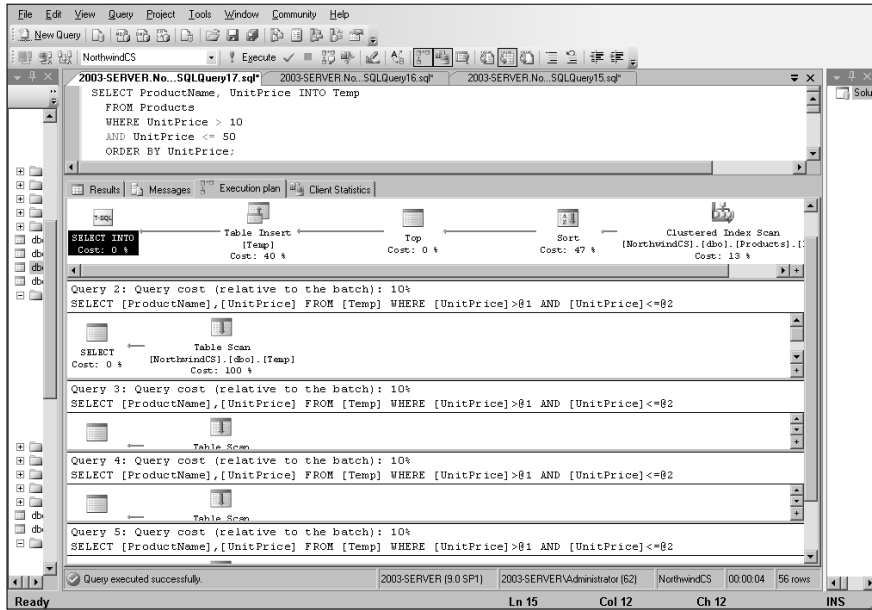 File Edit View Query Project Tools Window Community Help
New Query
NorthwindCS Execute
2003-SERVER.No...SQLQuery17.sql* 2003-SERVER.No...SQLQuery16.sql* 2003-SERVER.No...SQLQuery15.sql*
SELECT ProductName, UnitPrice INTO Temp
FROM Products
WHERE UnitPrice > 10
AND UnitPrice <= 50
ORDER BY UnitPrice;
Solu
Results Messages Execution plan Client Statistics
T-SQL
SELECT INTO
Cost: 0 %
Table Insert
[Temp]
Cost: 40 %
Top
Cost: 0 %
Sort
Cost: 47 %
Clustered Index Scan
[NorthwindCS].[dbo].[Products].[
Cost: 13 %
Query 2: Query cost (relative to the batch): 10%
SELECT [ProductName],[UnitPrice] FROM [Temp] WHERE [UnitPrice]>@1 AND [UnitPrice]<=@2
SELECT
Cost: 0 %
Table Scan
[NorthwindCS].[dbo].[Temp]
Cost: 100 %
Query 3: Query cost (relative to the batch): 10%
SELECT [ProductName],[UnitPrice] FROM [Temp] WHERE [UnitPrice]>@1 AND [UnitPrice]<=@2
Table Scan
Query 4: Query cost (relative to the batch): 10%
SELECT [ProductName],[UnitPrice] FROM [Temp] WHERE [UnitPrice]>@1 AND [UnitPrice]<=@2
Table Scan
Query 5: Query cost (relative to the batch): 10%
SELECT [ProductName],[UnitPrice] FROM [Temp] WHERE [UnitPrice]>@1 AND [UnitPrice]<=@2
dbo
dbo
dbo
dbo
dbo
dbo
Query executed successfully. 2003-SERVER (9.0 SP1) 2003-SERVER\Administrator (62) NorthwindCS 00:00:04 56 rows
Ready Ln 15 Col 12 Ch 12 INS